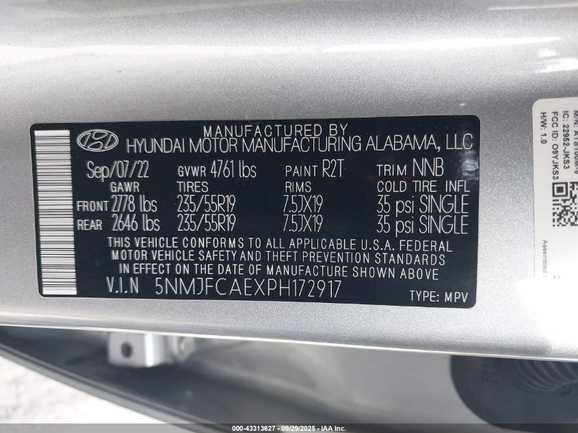 MANUFACTURED BY
HYUNDAI MOTOR MANUFACTURING ALABAMA, LLC
Sep/07/22 GVWR 4761 lbs PAINT R2T TRIM NNB
GAWR TIRES RIMS COLD TIRE INFL
FRONT 2778 lbs 235/55R19 7.5JX19 35 psi SINGLE
REAR 2646 lbs 235/55R19 7.5JX19 35 psi SINGLE
THIS VEHICLE CONFORMS TO ALL APPLICABLE U.S.A. FEDERAL
MOTOR VEHICLE SAFETY AND THEFT PREVENTION STANDARDS
IN EFFECT ON THE DATE OF MANUFACTURE SHOWN ABOVE.
V.I.N 5NMJFCAEXPH172917 TYPE: MPV
IC: 22952-JKS3
FCC ID: O5YJKS3
H/W: 1.0
Assembled
000-43313627 - 09/29/2025 - IAA Inc.